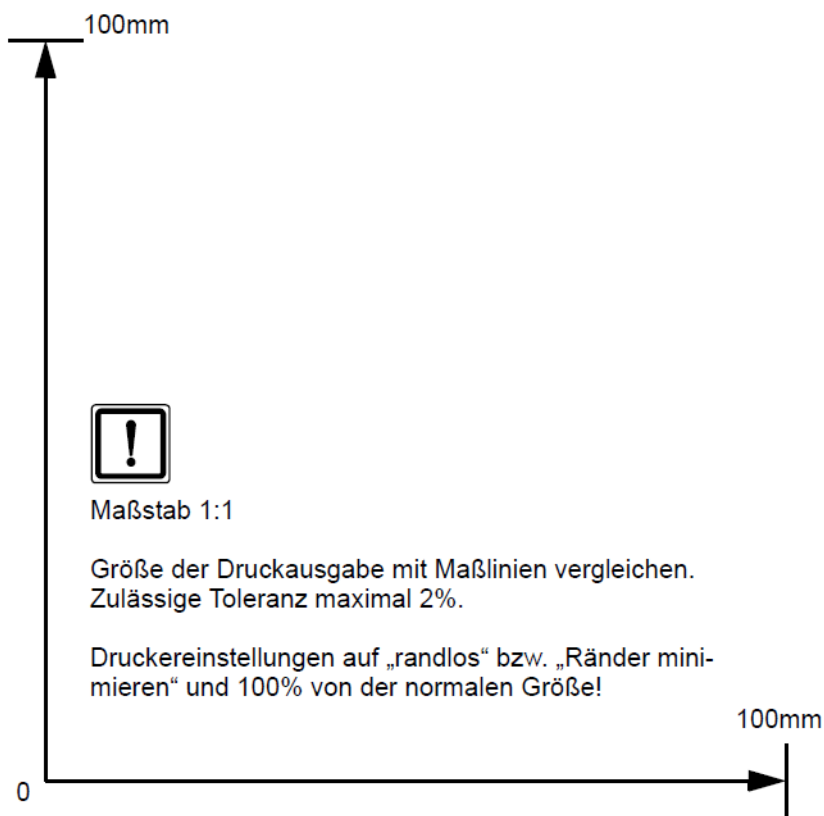 100mm
!
Maßstab 1:1
Größe der Druckausgabe mit Maßlinien vergleichen.
Zulässige Toleranz maximal 2%.
Druckereinstellungen auf „randlos“ bzw. „Ränder mini-
mieren“ und 100% von der normalen Größe!
100mm
0